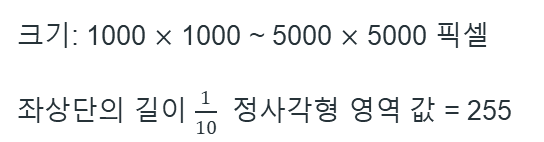 크기: 1000 × 1000 ~ 5000 × 5000 픽셀
좌상단의 길이 1/10 정사각형 영역 값 = 255